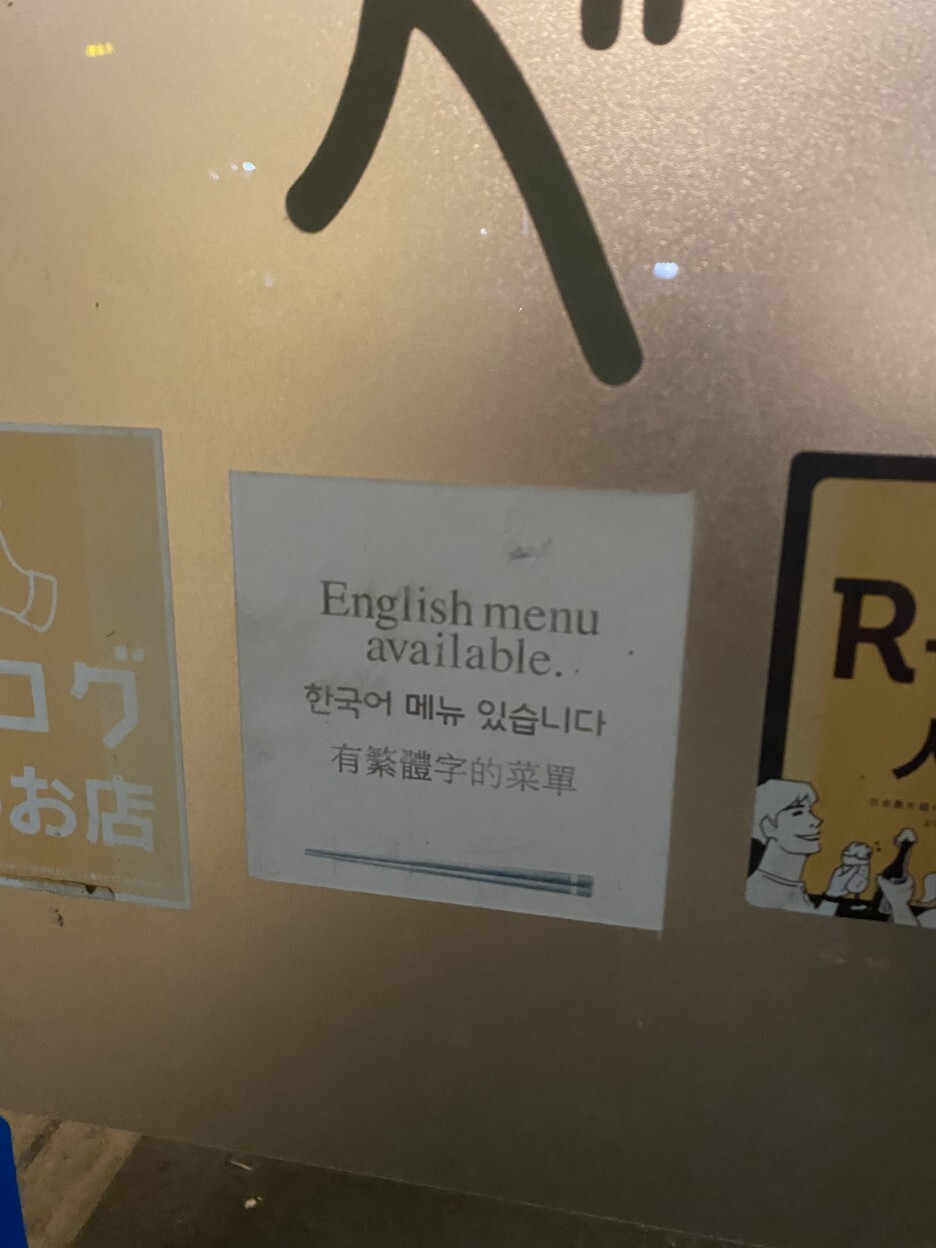 べ
ログ
お店
English menu
available.
한국어 메뉴 있습니다
有繁體字的菜單
R-